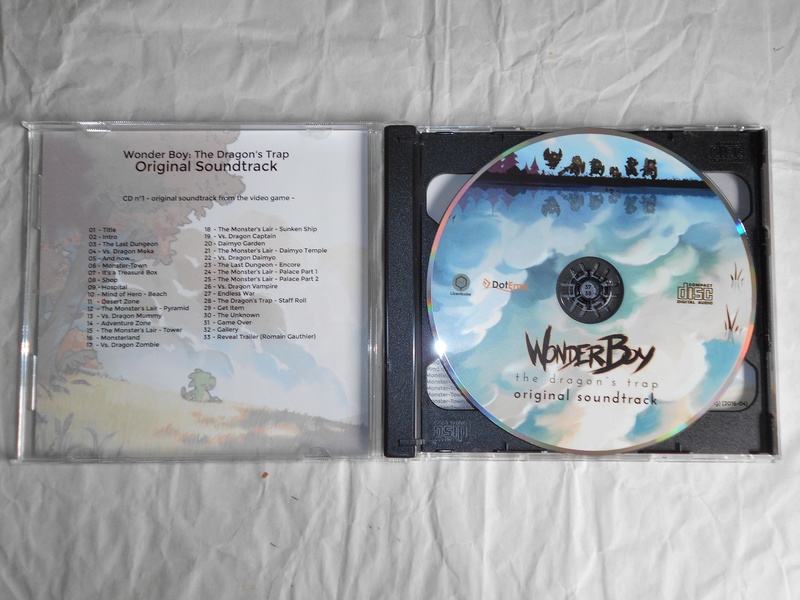 Wonder Boy: The Dragon's Trap
Original Soundtrack
CD n°1 - original soundtrack from the video game -
01 - Title
02 - Intro
03 - The Last Dungeon
04 - Vs. Dragon Meka
05 - And now...
06 - Monster-Town
07 - It's a Treasure Box
08 - Shop
09 - Hospital
10 - Mind of Hero - Beach
11 - Desert Zone
12 - The Monster's Lair - Pyramid
13 - Vs. Dragon Mummy
14 - Adventure Zone
15 - The Monster's Lair - Tower
16 - Monsterland
17 - Vs. Dragon Zombie
18 - The Monster's Lair - Sunken Ship
19 - Vs. Dragon Captain
20 - Daimyo Garden
21 - The Monster's Lair - Daimyo Temple
22 - Vs. Dragon Daimyo
23 - The Last Dungeon - Encore
24 - The Monster's Lair - Palace Part 1
25 - The Monster's Lair - Palace Part 2
26 - Vs. Dragon Vampire
27 - Endless War
28 - The Dragon's Trap - Staff Roll
29 - Get Item
30 - The Unknown
31 - Game Over
32 - Gallery
33 - Reveal Trailer (Romain Gauthier)
Lizardcube
DotEmu
COMPACT
disc
DIGITAL AUDIO
WONDER BOY
the dragon's trap
original soundtrack
(2016-04)